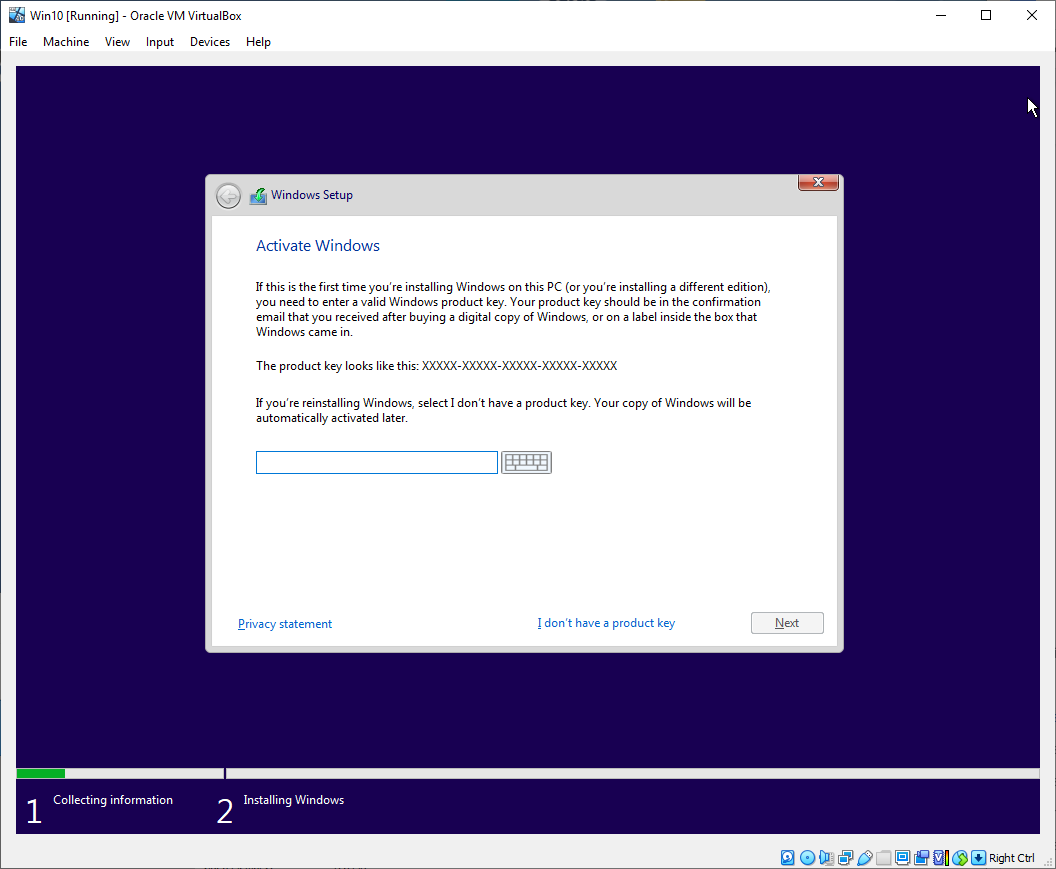 Win10 [Running] - Oracle VM VirtualBox
File Machine View Input Devices Help
Windows Setup
Activate Windows
If this is the first time you're installing Windows on this PC (or you're installing a different edition),
you need to enter a valid Windows product key. Your product key should be in the confirmation
email that you received after buying a digital copy of Windows, or on a label inside the box that
Windows came in.
The product key looks like this: XXXXX-XXXXX-XXXXX-XXXXX-XXXXX
If you're reinstalling Windows, select I don't have a product key. Your copy of Windows will be
automatically activated later.
Privacy statement
I don't have a product key
Next
1 Collecting information
2 Installing Windows
Right Ctrl